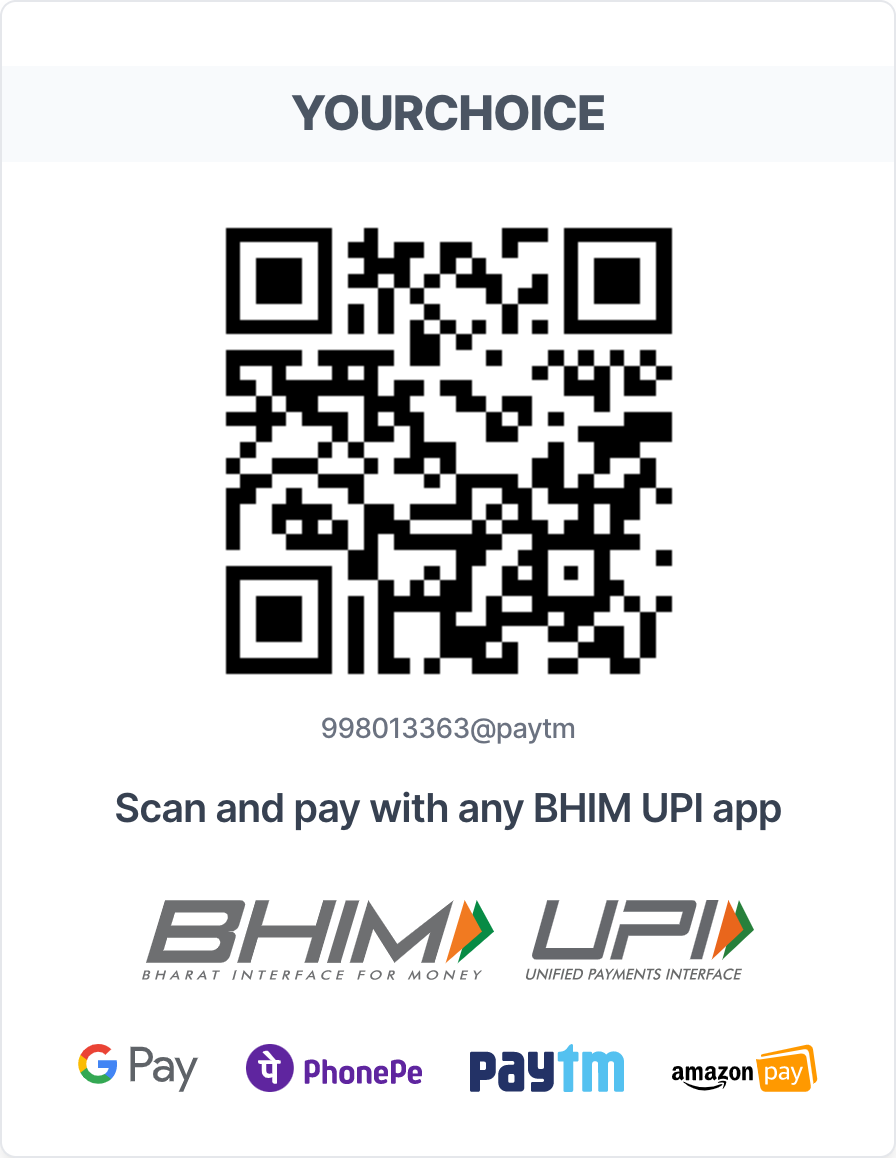 YOURCHOICE
998013363@paytm
Scan and pay with any BHIM UPI app
BHIM UPI
BHARAT INTERFACE FOR MONEY UNIFIED PAYMENTS INTERFACE
G Pay पे PhonePe paytm amazon pay